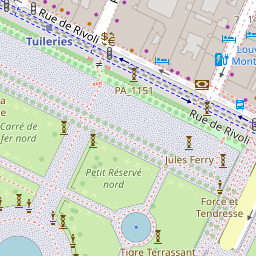 Rue de Rivoli
Tuileries
$€
Lou
Mont
PA 1151
Rue de Rivoli
a
Carré de
fer nord
Jules Ferry
Petit Réservé
nord
Force et
Tendresse
Tigre Terrassant